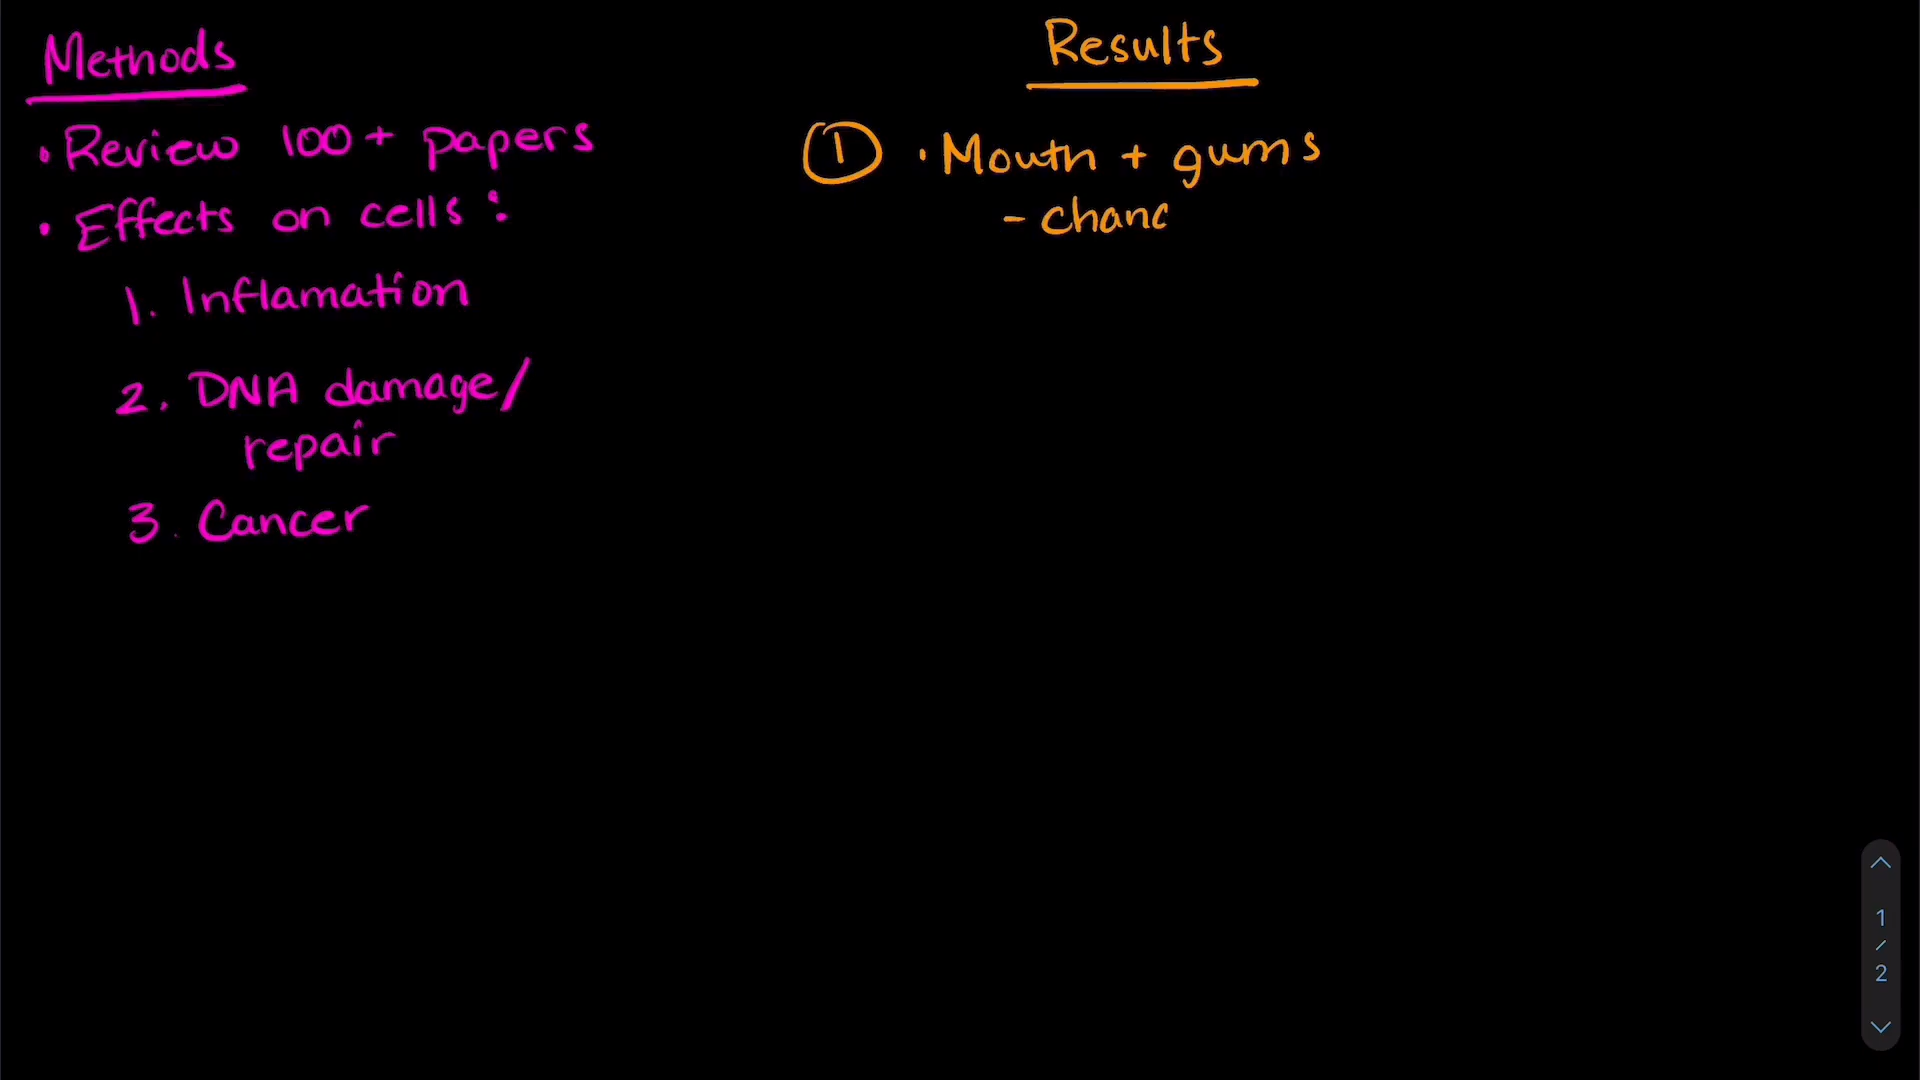 Methods
• Review 100+ papers
• Effects on cells:
1. Inflamation
2. DNA damage/
repair
3. Cancer
Results
① • Mouth + gums
- chanc
1
/
2